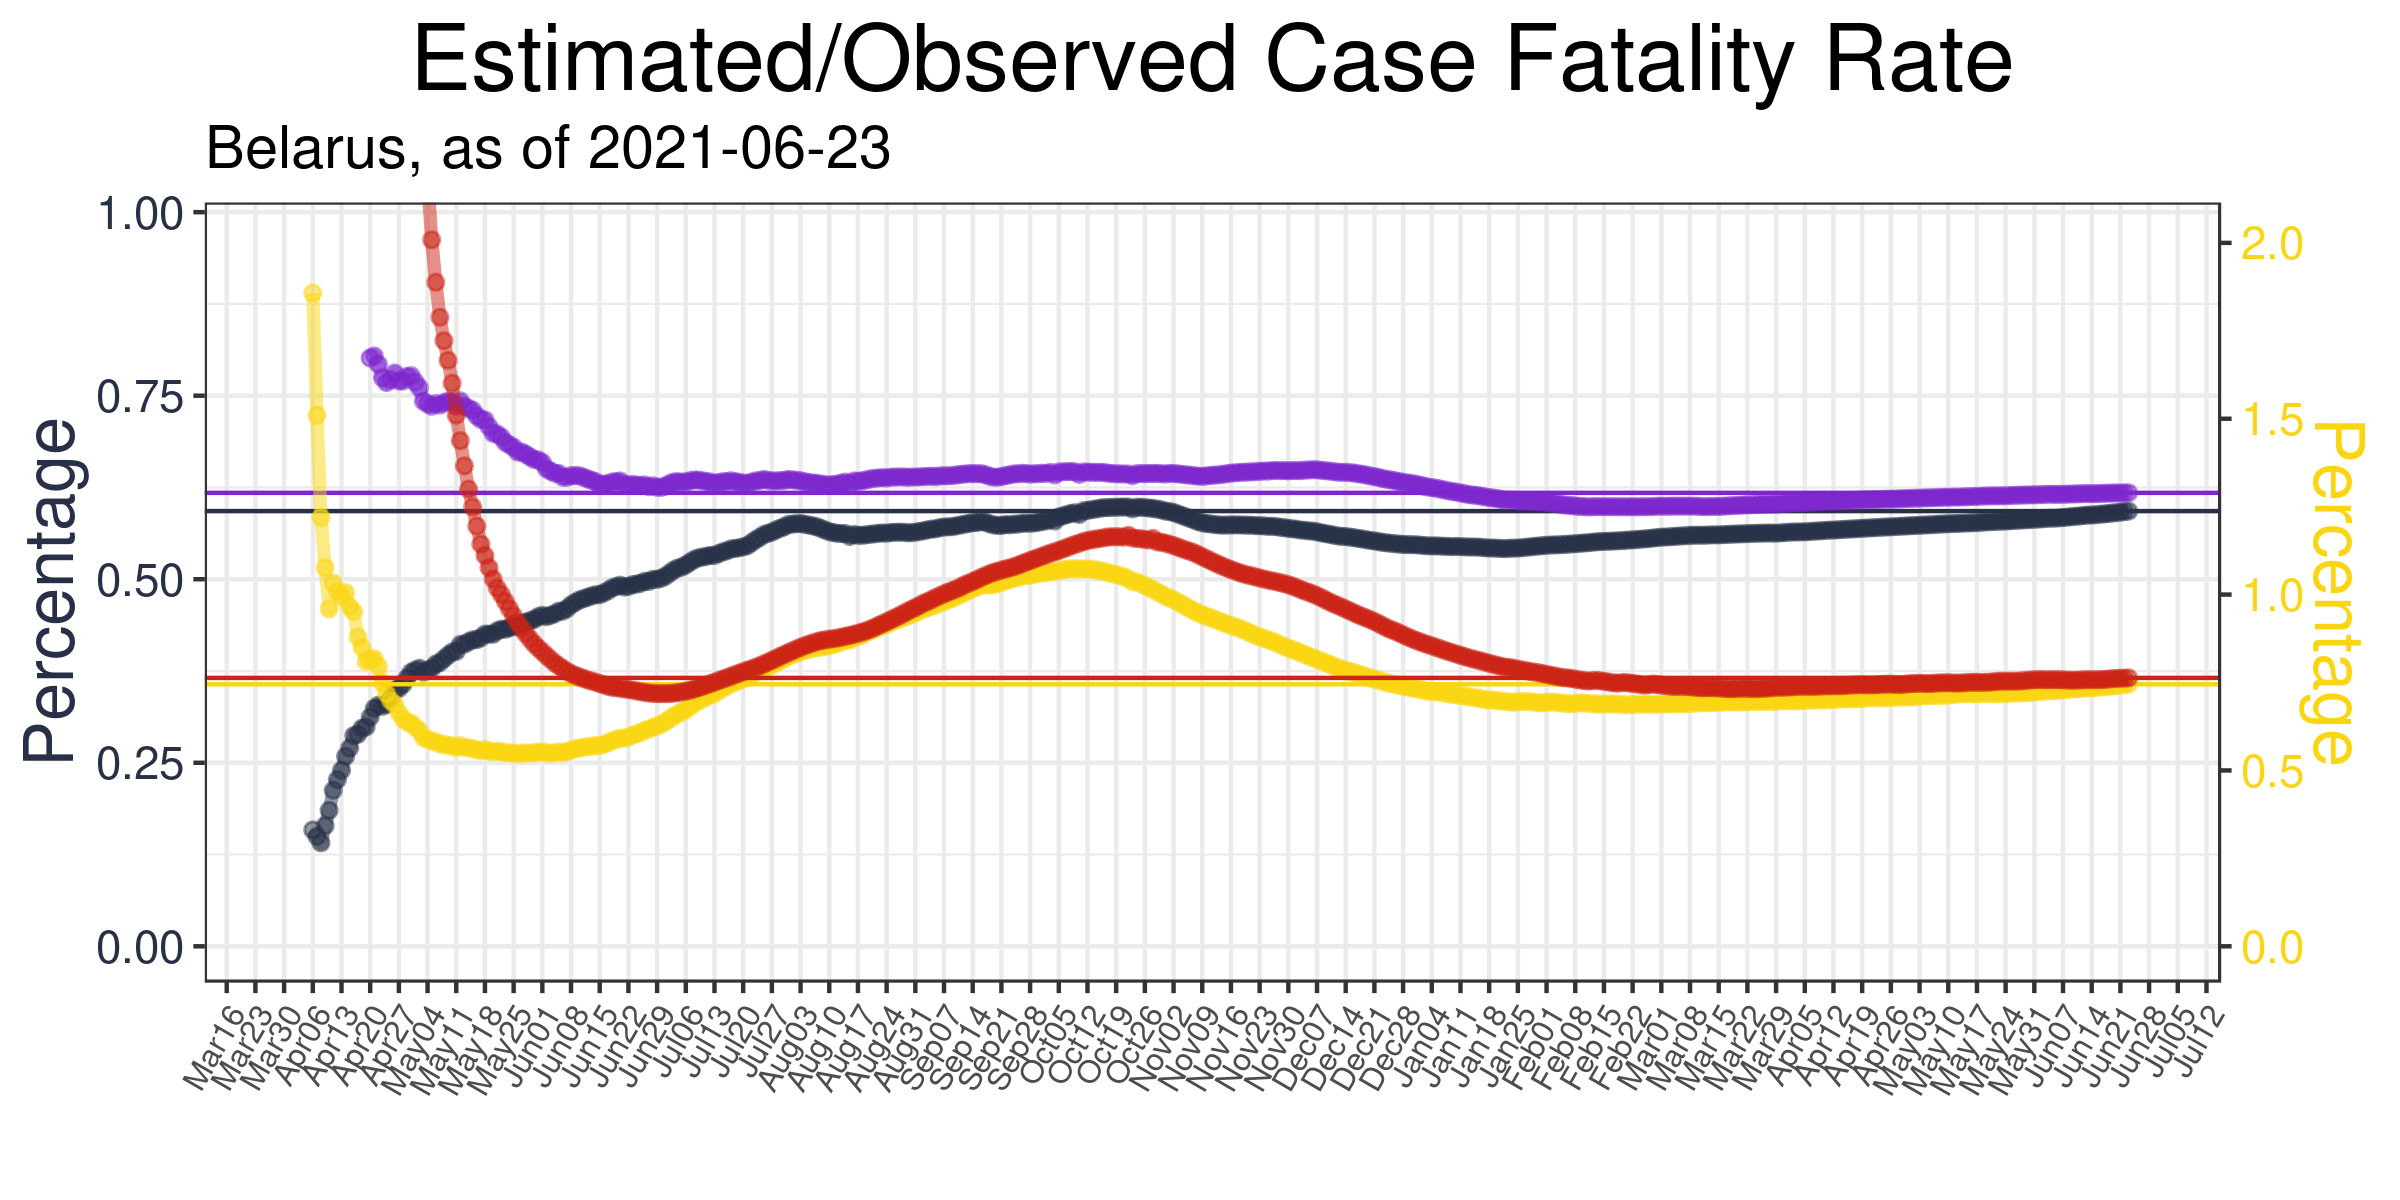 Estimated/Observed Case Fatality Rate
Belarus, as of 2021-06-23
Percentage
1.00
0.75
0.50
0.25
0.00
2.0
1.5
1.0
0.5
0.0
Percentage
Mar16
Mar23
Mar30
Apr06
Apr13
Apr20
Apr27
May04
May11
May18
May25
Jun01
Jun08
Jun15
Jun22
Jun29
Jul06
Jul13
Jul20
Jul27
Aug03
Aug10
Aug17
Aug24
Aug31
Sep07
Sep14
Sep21
Sep28
Oct05
Oct12
Oct19
Oct26
Nov02
Nov09
Nov16
Nov23
Nov30
Dec07
Dec14
Dec21
Dec28
Jan04
Jan11
Jan18
Jan25
Feb01
Feb08
Feb15
Feb22
Mar01
Mar08
Mar15
Mar22
Mar29
Apr05
Apr12
Apr19
Apr26
May03
May10
May17
May24
May31
Jun07
Jun14
Jun21
Jun28
Jul05
Jul12